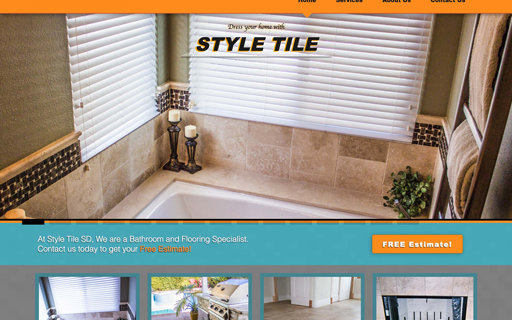 Home Services About Us Contact Us
Dress your home with
STYLE TILE
At Style Tile SD, We are a Bathroom and Flooring Specialist.
Contact us today to get your Free Estimate!
FREE Estimate!